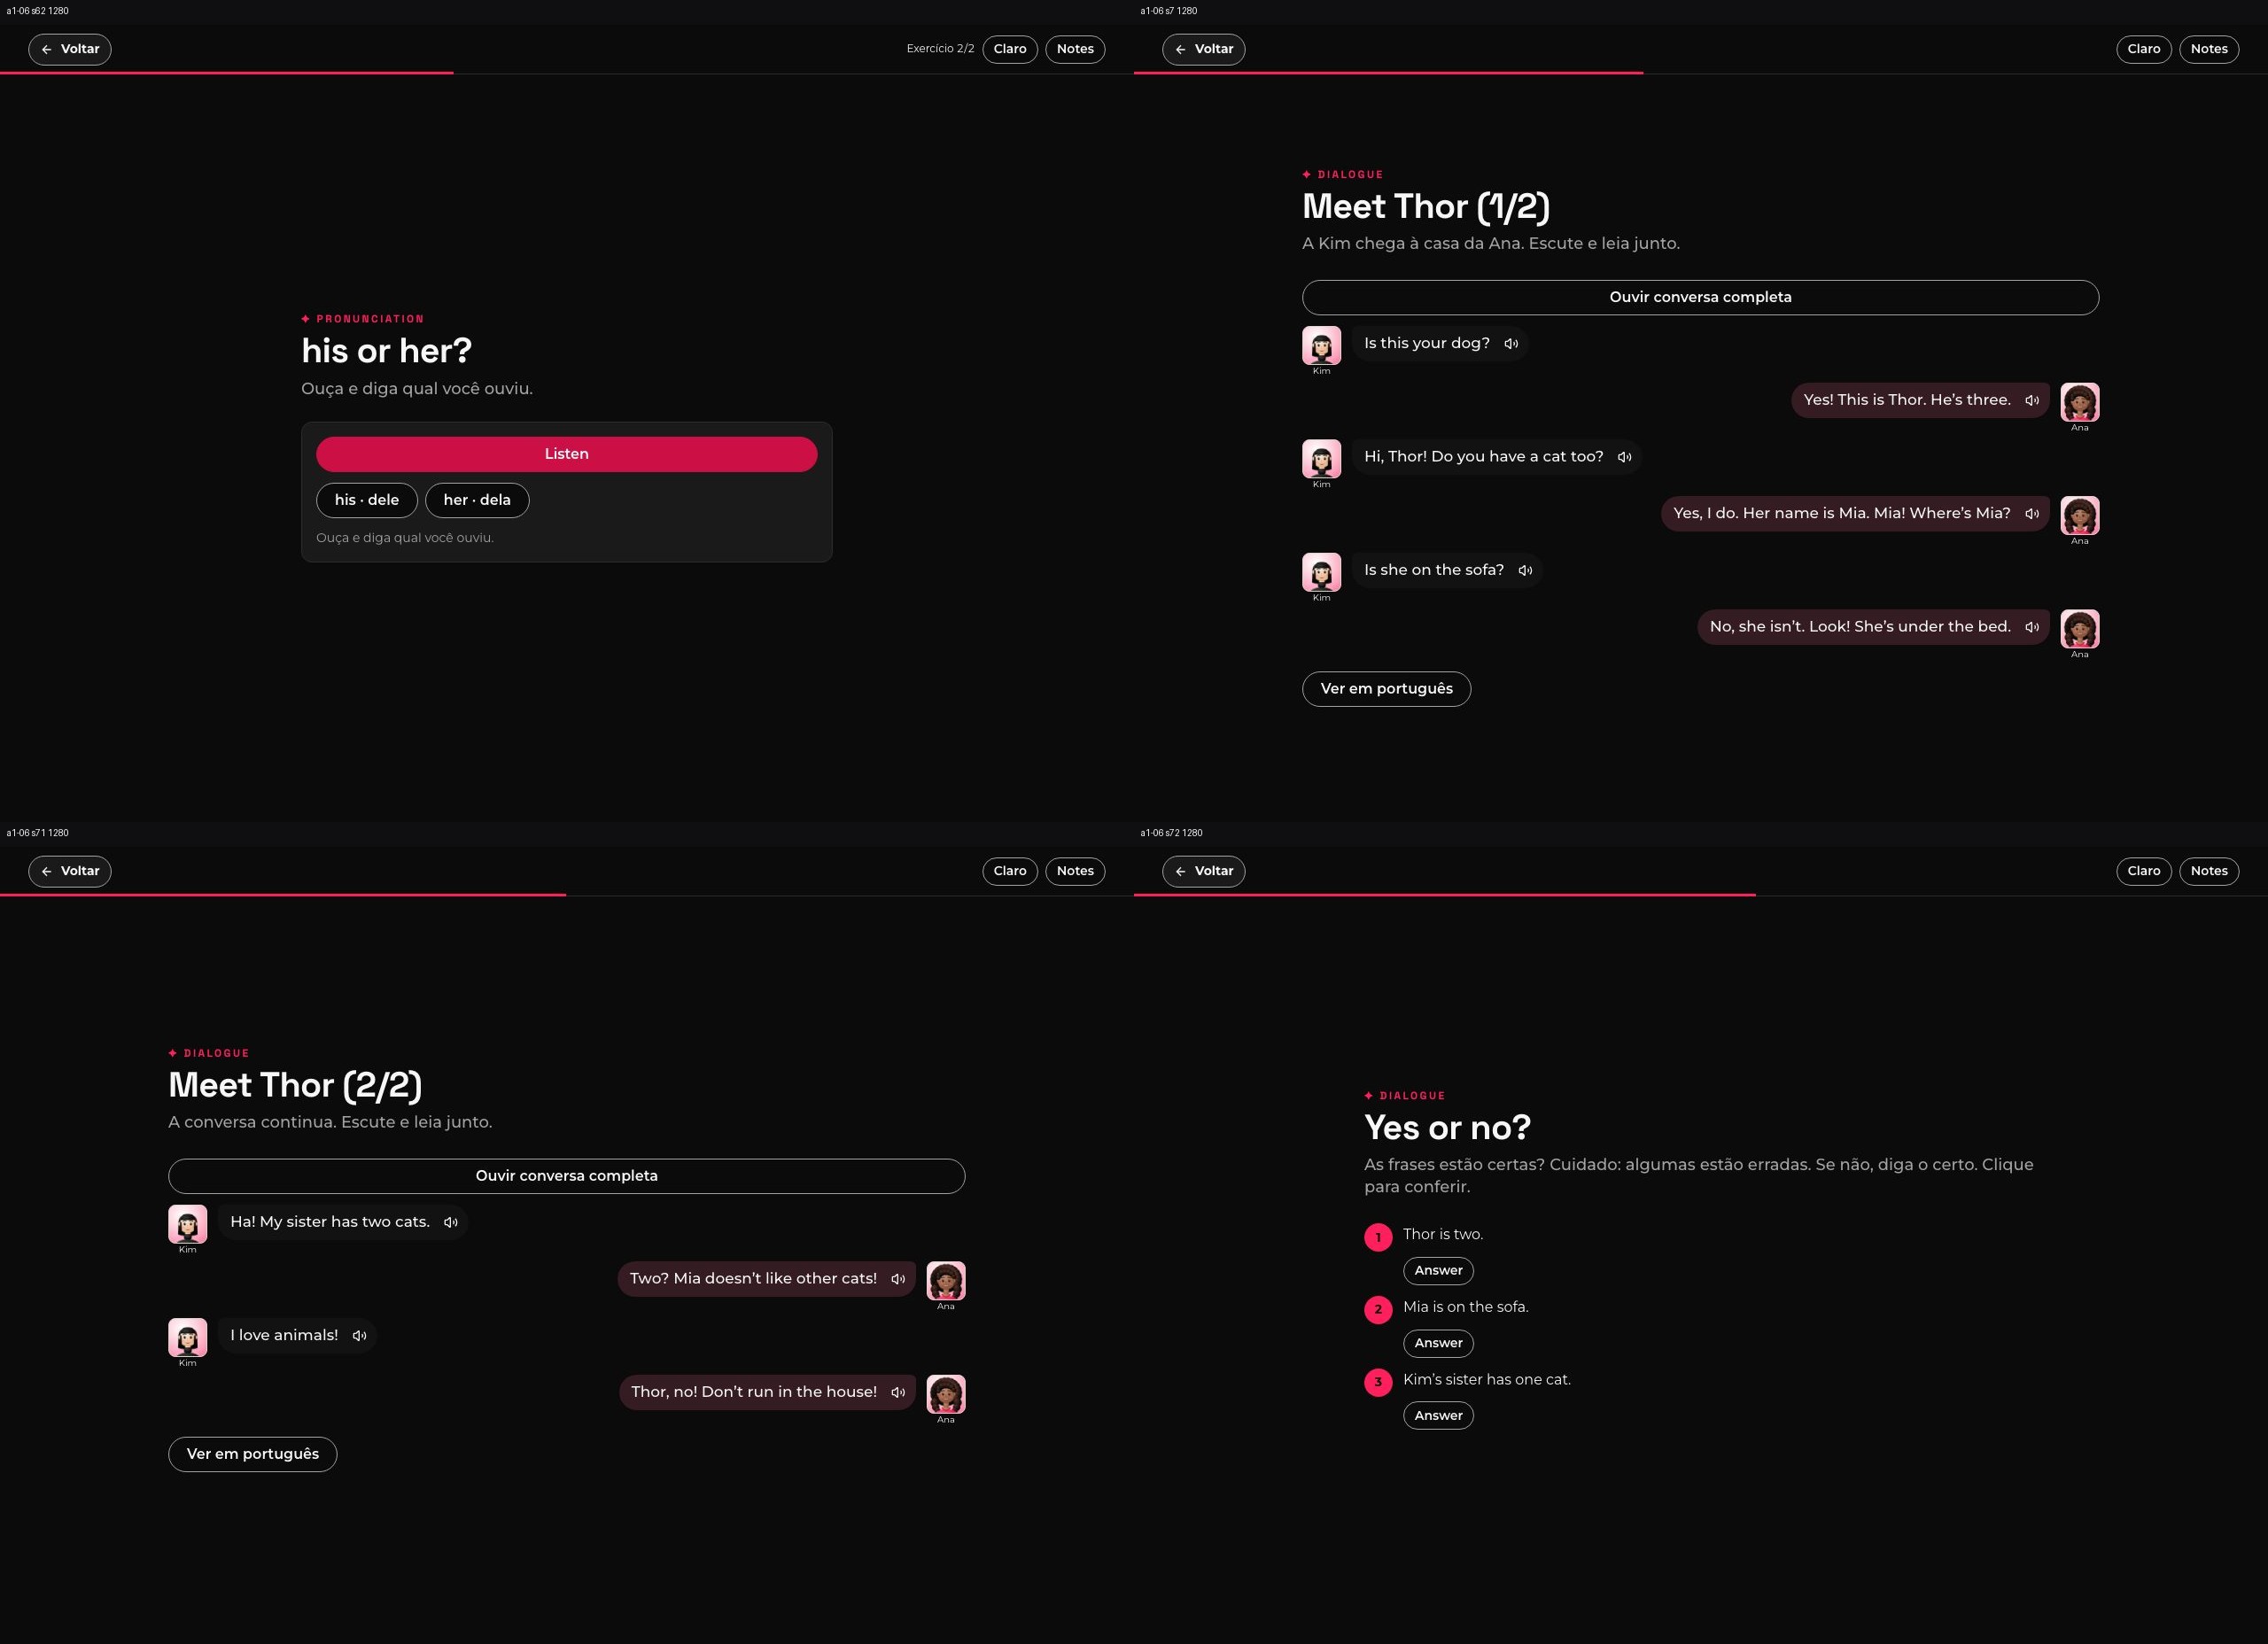 a1-06 s62 1280
Voltar
Exercício 2/2
Claro
Notes
PRONUNCIATION
his or her?
Ouça e diga qual você ouviu.
Listen
his · dele
her · dela
Ouça e diga qual você ouviu.
a1-06 s7 1280
Voltar
Claro
Notes
DIALOGUE
Meet Thor (1/2)
A Kim chega à casa da Ana. Escute e leia junto.
Ouvir conversa completa
Is this your dog?
Kim
Yes! This is Thor. He’s three.
Ana
Hi, Thor! Do you have a cat too?
Kim
Yes, I do. Her name is Mia. Mia! Where’s Mia?
Ana
Is she on the sofa?
Kim
No, she isn’t. Look! She’s under the bed.
Ana
Ver em português
a1-06 s71 1280
Voltar
Claro
Notes
DIALOGUE
Meet Thor (2/2)
A conversa continua. Escute e leia junto.
Ouvir conversa completa
Ha! My sister has two cats.
Kim
Two? Mia doesn’t like other cats!
Ana
I love animals!
Kim
Thor, no! Don’t run in the house!
Ana
Ver em português
a1-06 s72 1280
Voltar
Claro
Notes
DIALOGUE
Yes or no?
As frases estão certas? Cuidado: algumas estão erradas. Se não, diga o certo. Clique
para conferir.
1 Thor is two.
Answer
2 Mia is on the sofa.
Answer
3 Kim’s sister has one cat.
Answer